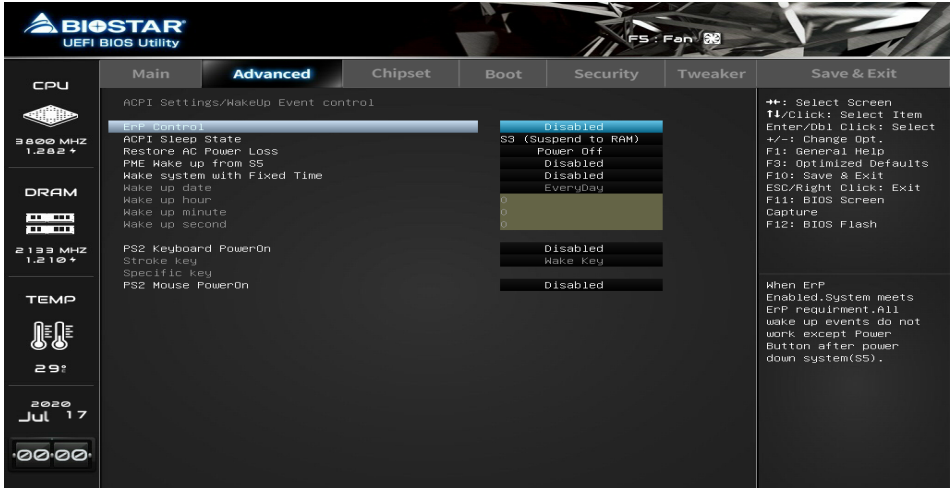 BIOSTAR
UEFI BIOS Utility
F5 : Fan
Main Advanced Chipset Boot Security Tweaker Save & Exit
CPU
3800 MHZ
1.282
DRAM
2133 MHZ
1.210
TEMP
29
2020
Jul 17
00:00
ACPI Settings/WakeUp Event control
ErP Control Disabled
ACPI Sleep State S3 (Suspend to RAM)
Restore AC Power Loss Power Off
PME Wake up from S5 Disabled
Wake system with Fixed Time Disabled
Wake up date EveryDay
Wake up hour 0
Wake up minute 0
Wake up second 0
PS2 Keyboard PowerOn Disabled
Stroke key Wake Key
Specific key
PS2 Mouse PowerOn Disabled
→←: Select Screen
↑↓/Click: Select Item
Enter/Dbl Click: Select
+/-: Change Opt.
F1: General Help
F3: Optimized Defaults
F10: Save & Exit
ESC/Right Click: Exit
F11: BIOS Screen
Capture
F12: BIOS Flash
When ErP
Enabled.System meets
ErP requirment.All
wake up events do not
work except Power
Button after power
down system(S5).